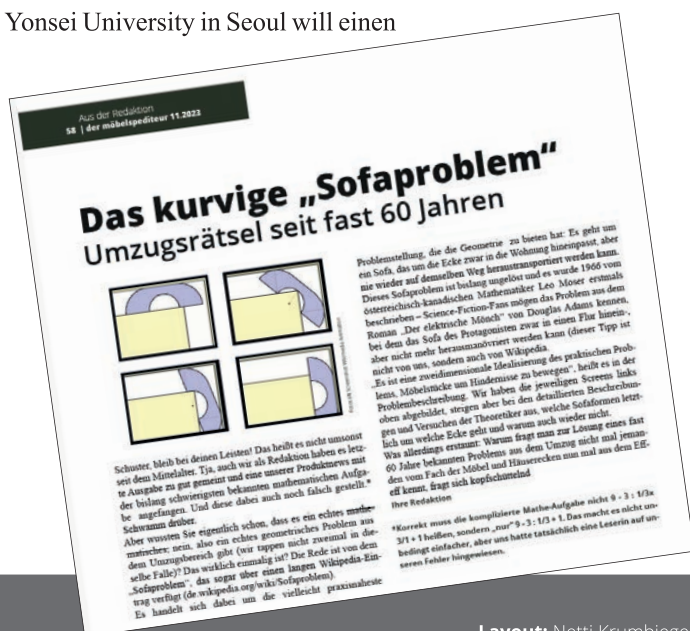 Yonsei University in Seoul will einen
Aus der Redaktion
58 | der möbelspediteur 11.2023
Das kurvige „Sofaproblem“
Umzugsrätsel seit fast 60 Jahren
Schuster, bleib bei deinen Leisten! Das heißt es nicht umsonst
seit dem Mittelalter. Tja, auch wir als Redaktion haben es letz-
te Ausgabe zu gut gemeint und eine unserer Produktnews mit
der bislang schwierigsten bekannten mathematischen Aufga-
be angefangen. Und diese dabei auch noch falsch gestellt.*
Schwamm drüber.
Aber wussten Sie eigentlich schon, dass es ein echtes mathe-
matisches, nein, also ein echtes geometrisches Problem aus
dem Umzugsbereich gibt (wir tappen nicht zweimal in die-
selbe Falle)? Das wirklich einmalig ist? Die Rede ist von dem
„Sofaproblem“, das sogar über einen langen Wikipedia-Ein-
trag verfügt (de.wikipedia.org/wiki/Sofaproblem).
Es handelt sich dabei um die vielleicht praxisnaheste
Problemstellung, die die Geometrie zu bieten hat: Es geht um
ein Sofa, das um die Ecke zwar in die Wohnung hineinpasst, aber
nie wieder auf demselben Weg heraustransportiert werden kann.
Dieses Sofaproblem ist bislang ungelöst und es wurde 1966 vom
österreichisch-kanadischen Mathematiker Leo Moser erstmals
beschrieben – Science-Fiction-Fans mögen das Problem aus dem
Roman „Der elektrische Mönch“ von Douglas Adams kennen,
bei dem das Sofa des Protagonisten zwar in einen Flur hinein-,
aber nicht mehr herausmanövriert werden kann (dieser Tipp ist
nicht von uns, sondern auch von Wikipedia.
„Es ist eine zweidimensionale Idealisierung des praktischen Prob-
lems, Möbelstücke um Hindernisse zu bewegen“, heißt es in der
Problembeschreibung. Wir haben die jeweiligen Screens links
oben abgebildet, steigen aber bei den detaillierten Beschreibun-
gen und Versuchen der Theoretiker aus, welche Sofaformen letzt-
lich um welche Ecke geht und warum auch wieder nicht.
Was allerdings erstaunt: Warum fragt man zur Lösung eines fast
60 Jahre bekannten Problems aus dem Umzug nicht mal jeman-
den vom Fach der Möbel und Häuserecken nun mal aus dem Eff-
eff kennt, fragt sich kopfschüttelnd
Ihre Redaktion
*Korrekt muss die komplizierte Mathe-Aufgabe nicht 9 - 3 : 1/3x
3/1 + 1 heißen, sondern „nur“ 9 - 3 : 1/3 + 1. Das macht es nicht un-
bedingt einfacher, aber uns hatte tatsächlich eine Leserin auf un-
seren Fehler hingewiesen.